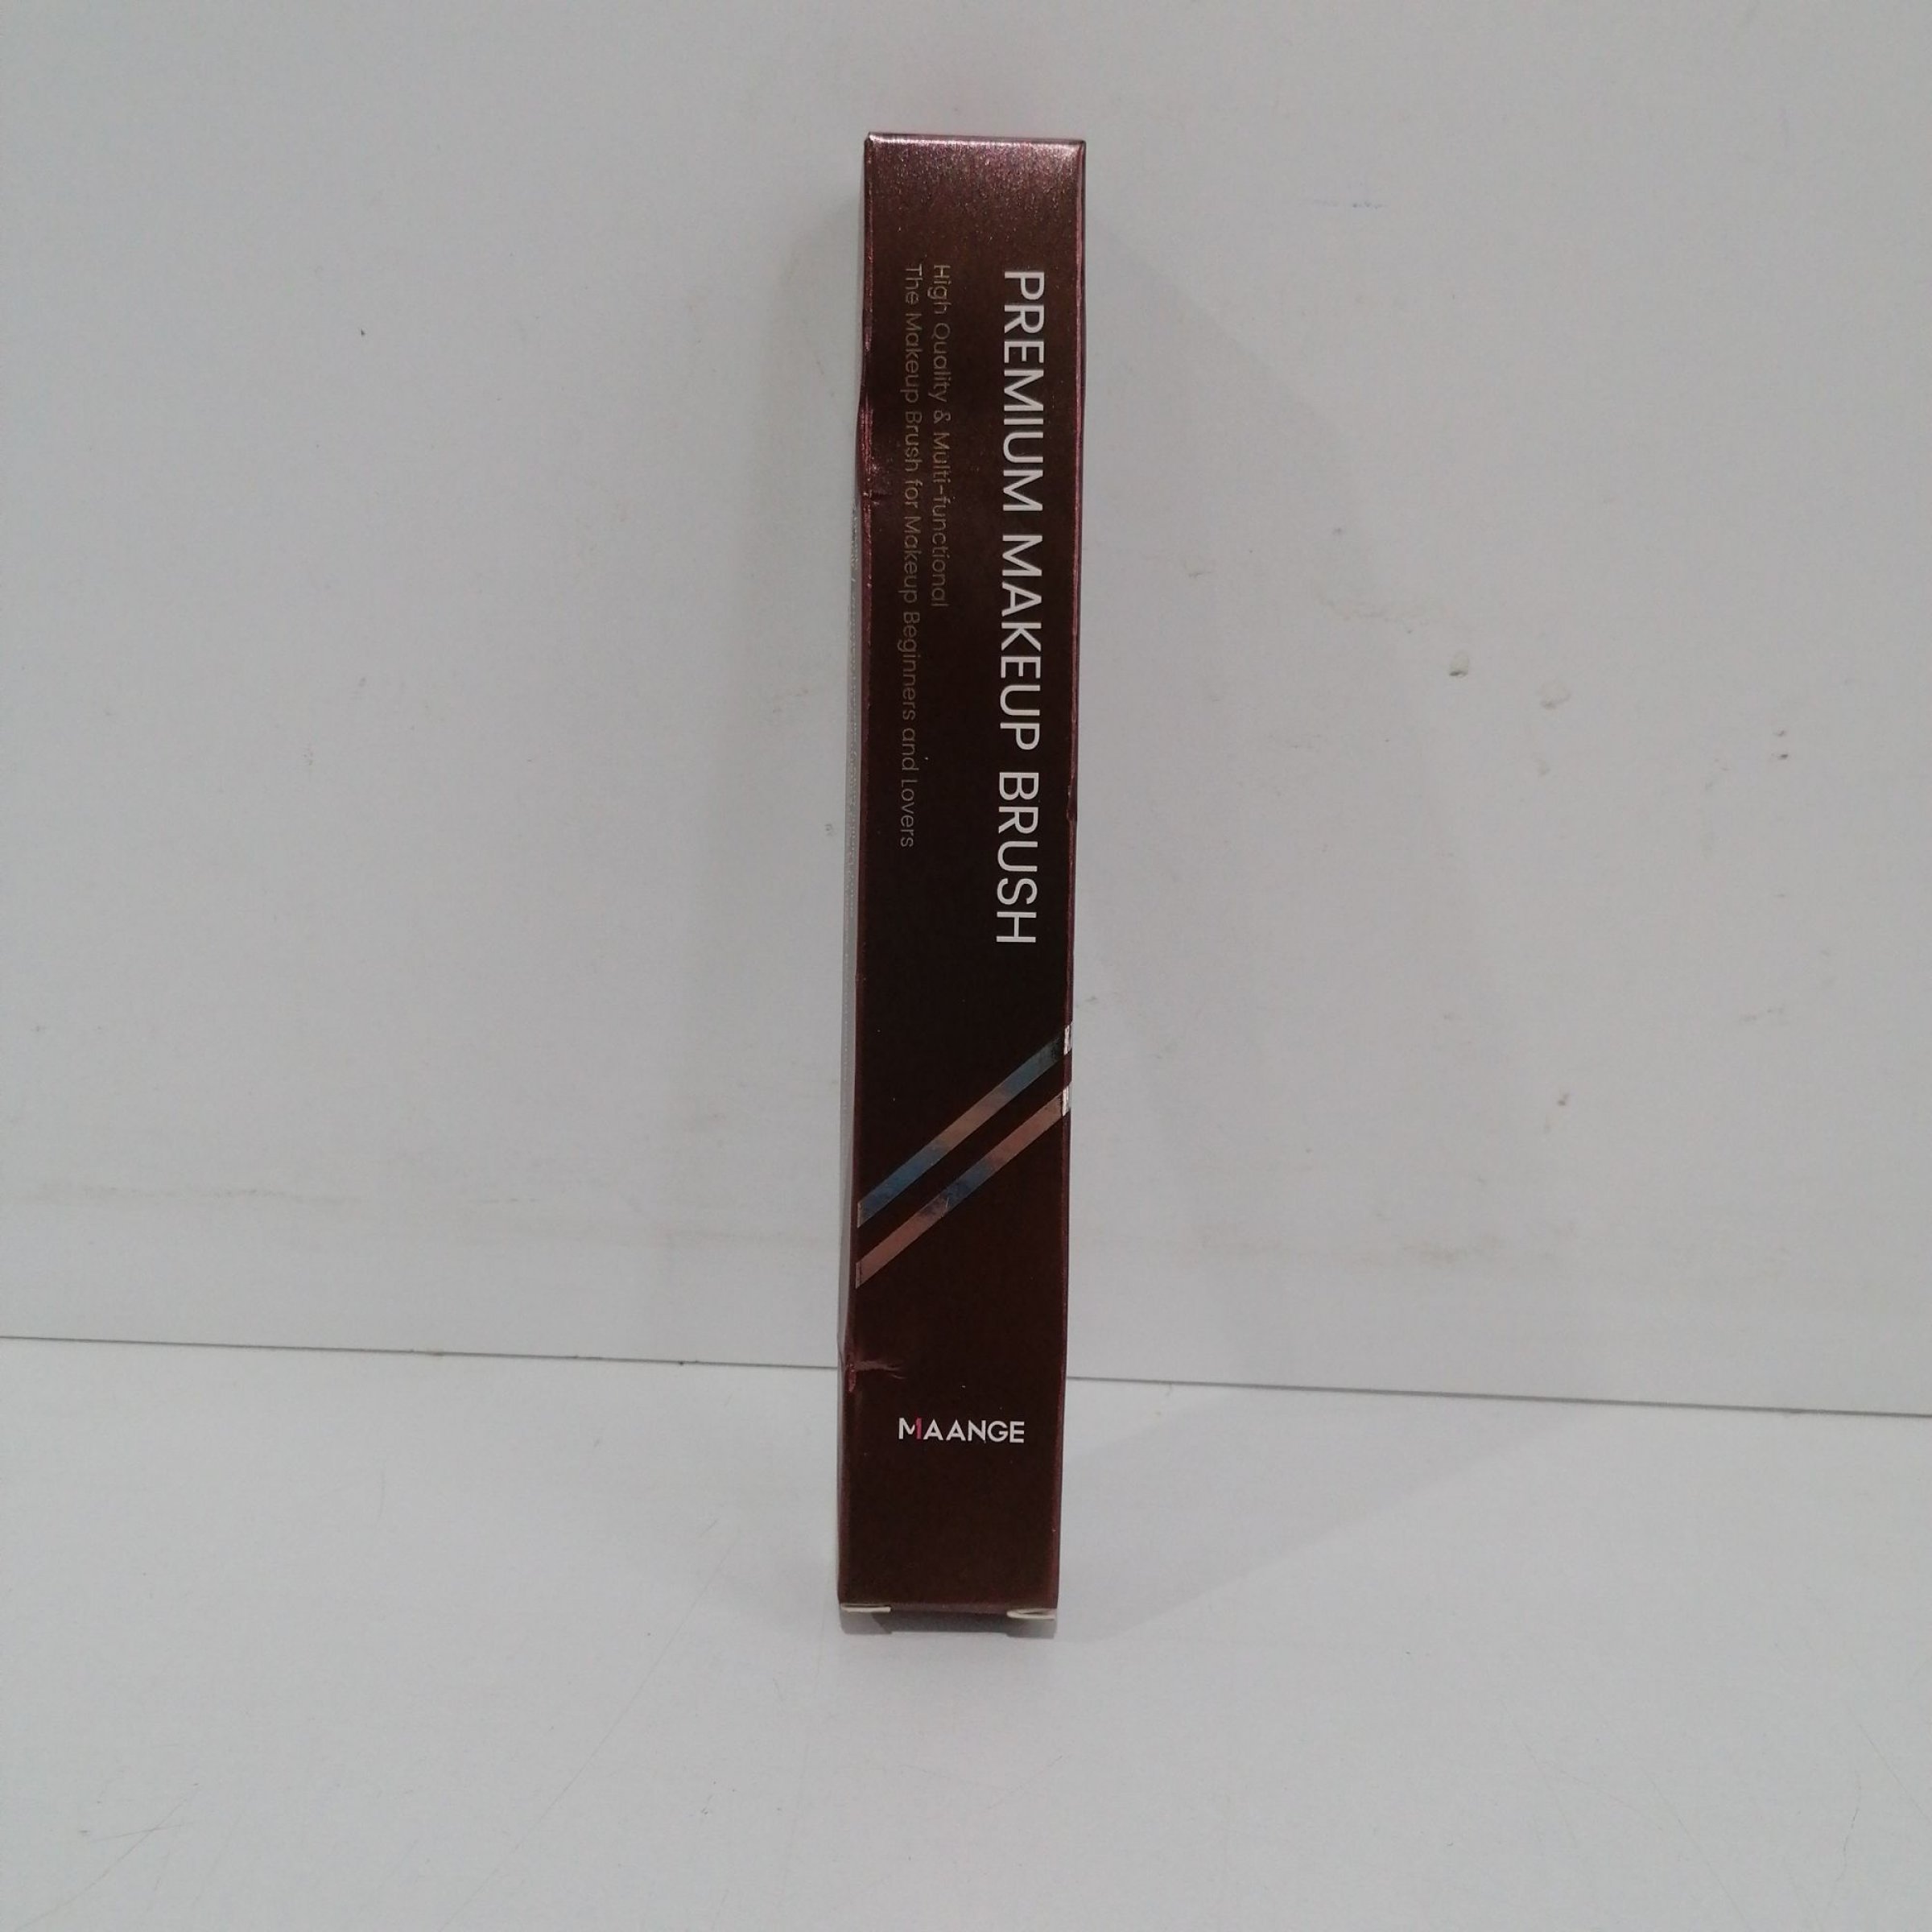 PREMIUM MAKEUP BRUSH
High Quality & Multi-functional
The Makeup Brush for Makeup Beginners and Lovers
MAANGE